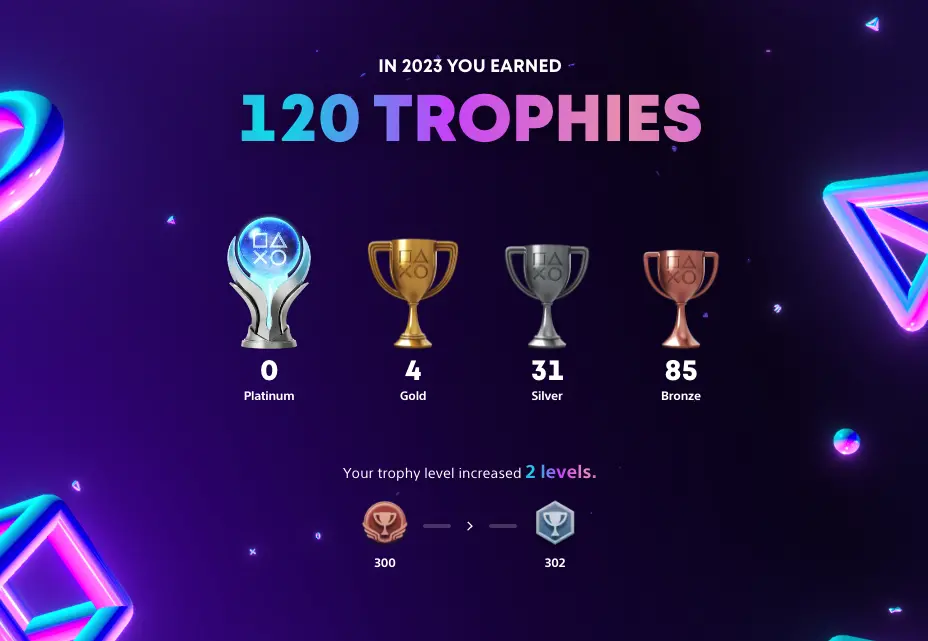 IN 2023 YOU EARNED
120 TROPHIES
0 4 31 85
Platinum Gold Silver Bronze
Your trophy level increased 2 levels.
300 302